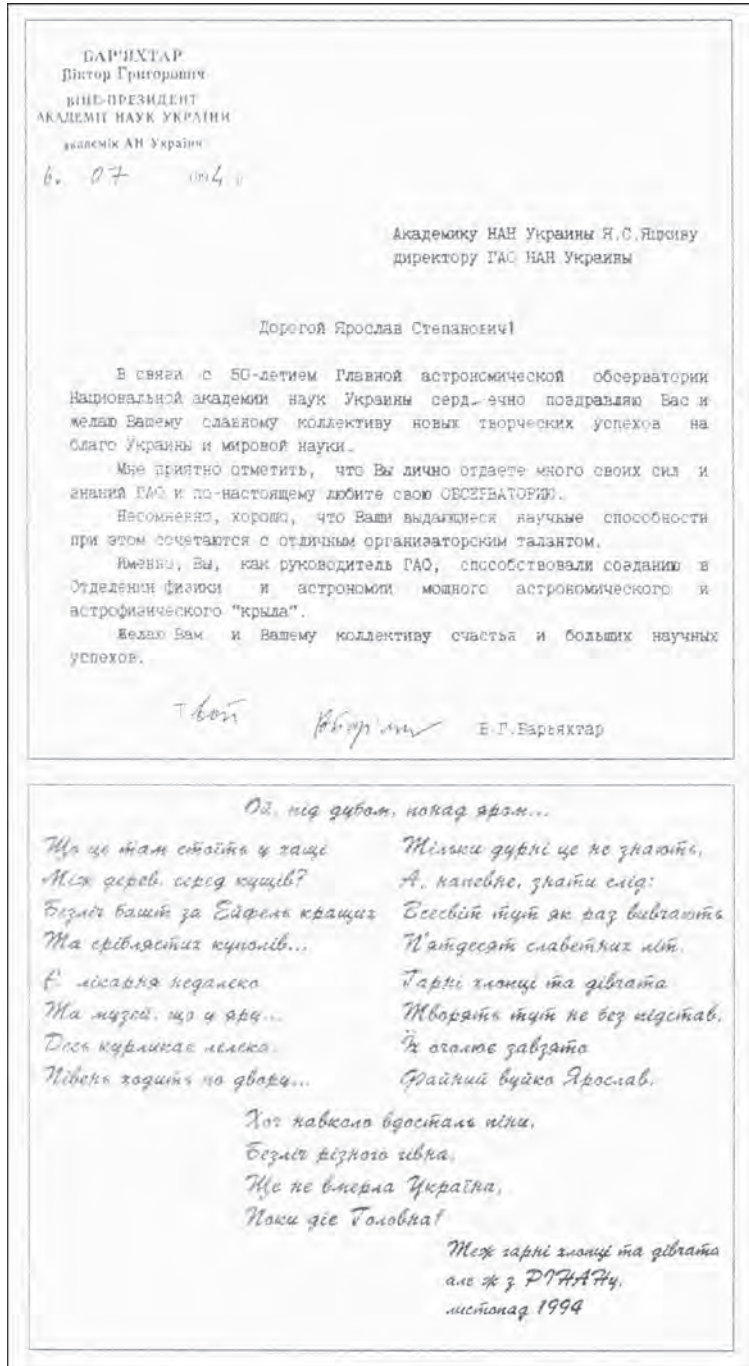 БАР'ЯХТАР
Віктор Григорович
ВІЦЕ-ПРЕЗИДЕНТ
АКАДЕМІЇ НАУК УКРАЇНИ
академік АН України
6. 07 1994 р
Академику НАН Украины Я.С.Яцкиву
директору ГАО НАН Украины
Дорогой Ярослав Степанович!
В связи с 50-летием Главной астрономической обсерватории
Национальной академии наук Украины серд ечно поздравляю Вас и
желаю Вашему славному коллективу новых творческих успехов на
благо Украины и мировой науки.
Мне приятно отметить, что Вы лично отдаете много своих сил и
знаний ГАО и по-настоящему любите свою ОБСЕРВАТОРИЮ.
Несомненно, хорошо, что Ваши выдающиеся научные способности
при этом сочетаются с отличным организаторским талантом.
Именно, Вы, как руководитель ГАО, способствовали созданию в
Отделении физики и астрономии мощного астрономического и
астрофизического "крыла".
Желаю Вам и Вашему коллективу счастья и больших научных
успехов.
Твой В.Г.Барьяхтар
Ой, під дубом, понад яром...
Що це там стоїть у хащі
Між дерев, серед кущів?
Безліч башт за Ейфель кращих
Та сріблястих куполів...
Є лікарня недалеко
Та музей, що у яру...
Десь курликає лелека,
Півень ходить по двору...
Тільки дурні це не знають,
А, напевне, знати слід:
Всесвіт тут як раз вивчають
П'ятдесят славетних літ.
Гарні хлопці та дівчата
Творять тут не без підстав,
Їх очолює завзято
Файний вуйко Ярослав.
Хоч навколо вдосталь піни,
Безліч різного гівна,
Ще не вмерла Україна,
Поки діє Головна!
Теж гарні хлопці та дівчата
але ж з РІНАНу,
листопад 1994